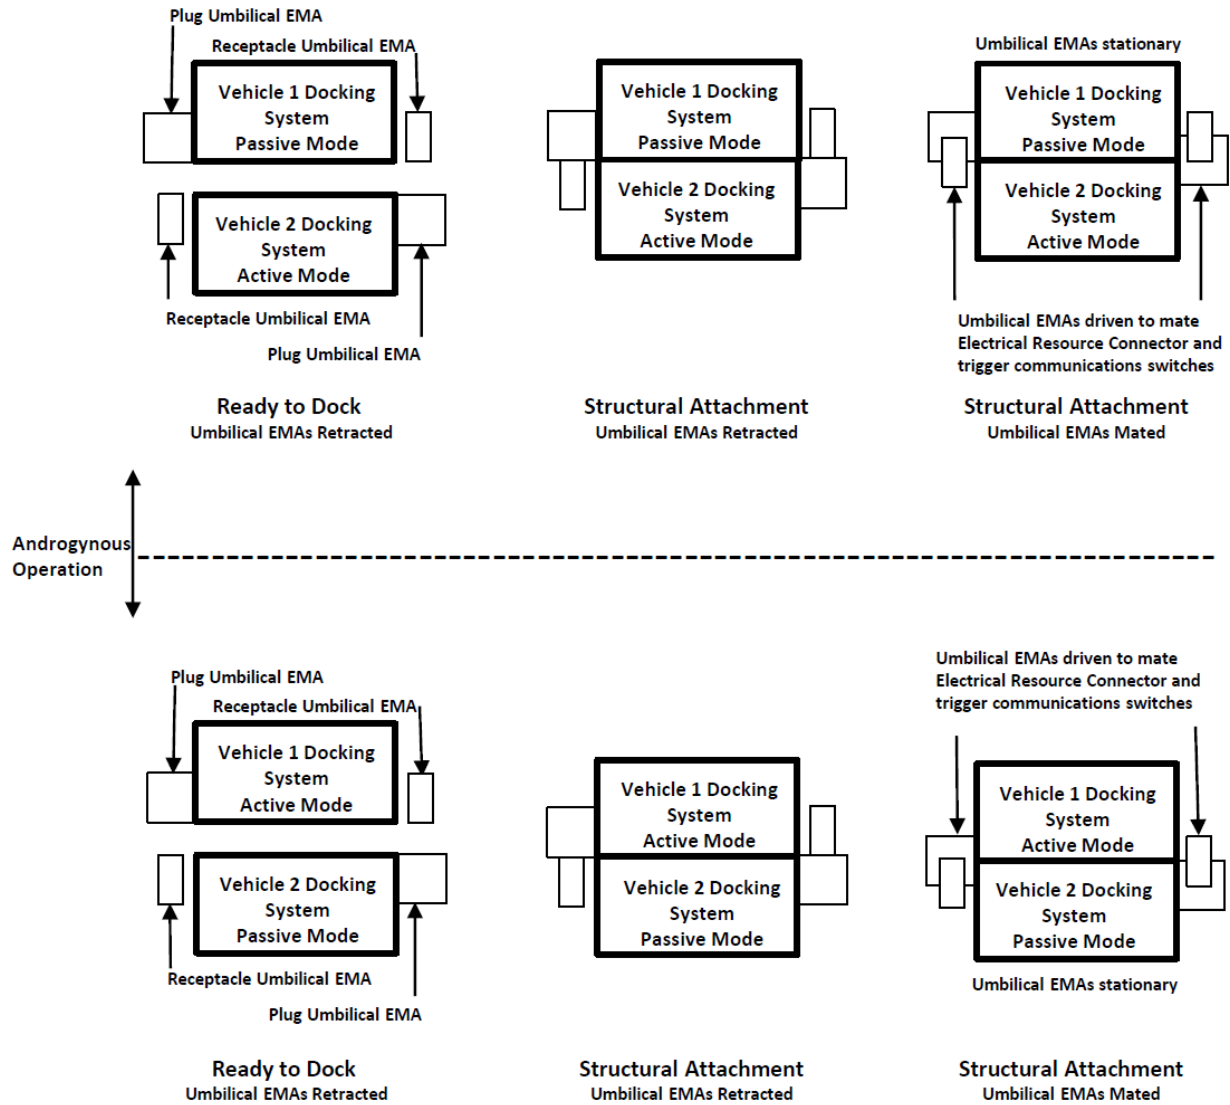 Plug Umbilical EMA
Receptacle Umbilical EMA
Vehicle 1 Docking
System
Passive Mode
Vehicle 2 Docking
System
Active Mode
Receptacle Umbilical EMA
Plug Umbilical EMA
Ready to Dock
Umbilical EMAs Retracted
Vehicle 1 Docking
System
Passive Mode
Vehicle 2 Docking
System
Active Mode
Structural Attachment
Umbilical EMAs Retracted
Umbilical EMAs stationary
Vehicle 1 Docking
System
Passive Mode
Vehicle 2 Docking
System
Active Mode
Umbilical EMAs driven to mate
Electrical Resource Connector and
trigger communications switches
Structural Attachment
Umbilical EMAs Mated
Androgynous
Operation
Plug Umbilical EMA
Receptacle Umbilical EMA
Vehicle 1 Docking
System
Active Mode
Vehicle 2 Docking
System
Passive Mode
Receptacle Umbilical EMA
Plug Umbilical EMA
Ready to Dock
Umbilical EMAs Retracted
Vehicle 1 Docking
System
Active Mode
Vehicle 2 Docking
System
Passive Mode
Structural Attachment
Umbilical EMAs Retracted
Umbilical EMAs driven to mate
Electrical Resource Connector and
trigger communications switches
Vehicle 1 Docking
System
Active Mode
Vehicle 2 Docking
System
Passive Mode
Umbilical EMAs stationary
Structural Attachment
Umbilical EMAs Mated